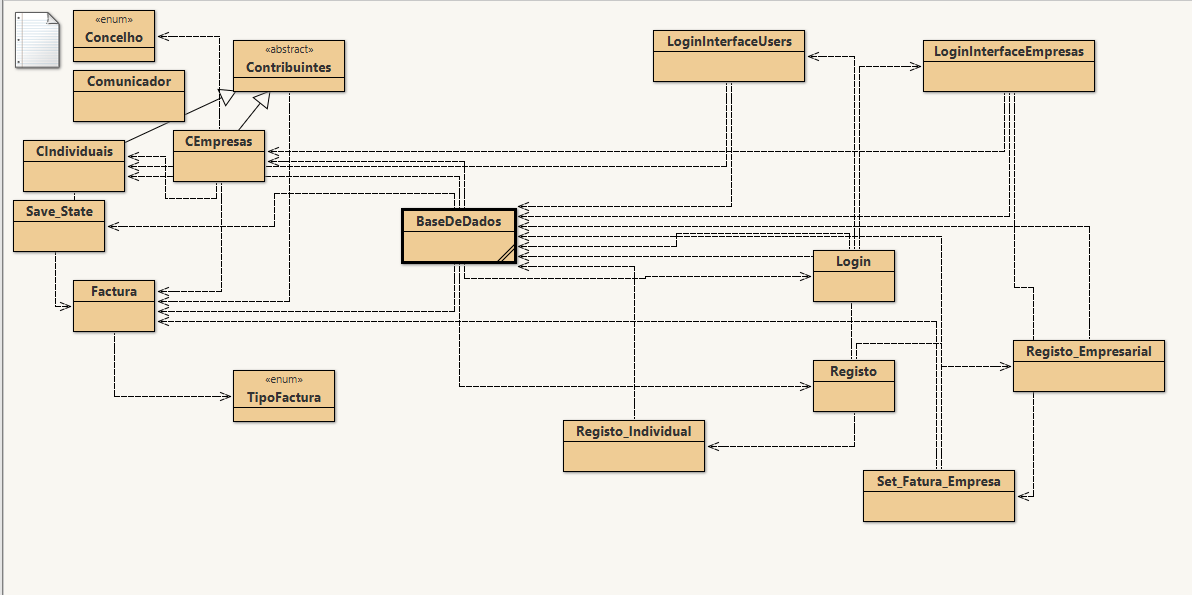 «enum»
Concelho
«abstract»
Contribuintes
LoginInterfaceUsers
LoginInterfaceEmpresas
Comunicador
CIndividuais
CEmpresas
Save_State
BaseDeDados
Login
Factura
Registo_Empresarial
«enum»
TipoFactura
Registo
Registo_Individual
Set_Fatura_Empresa